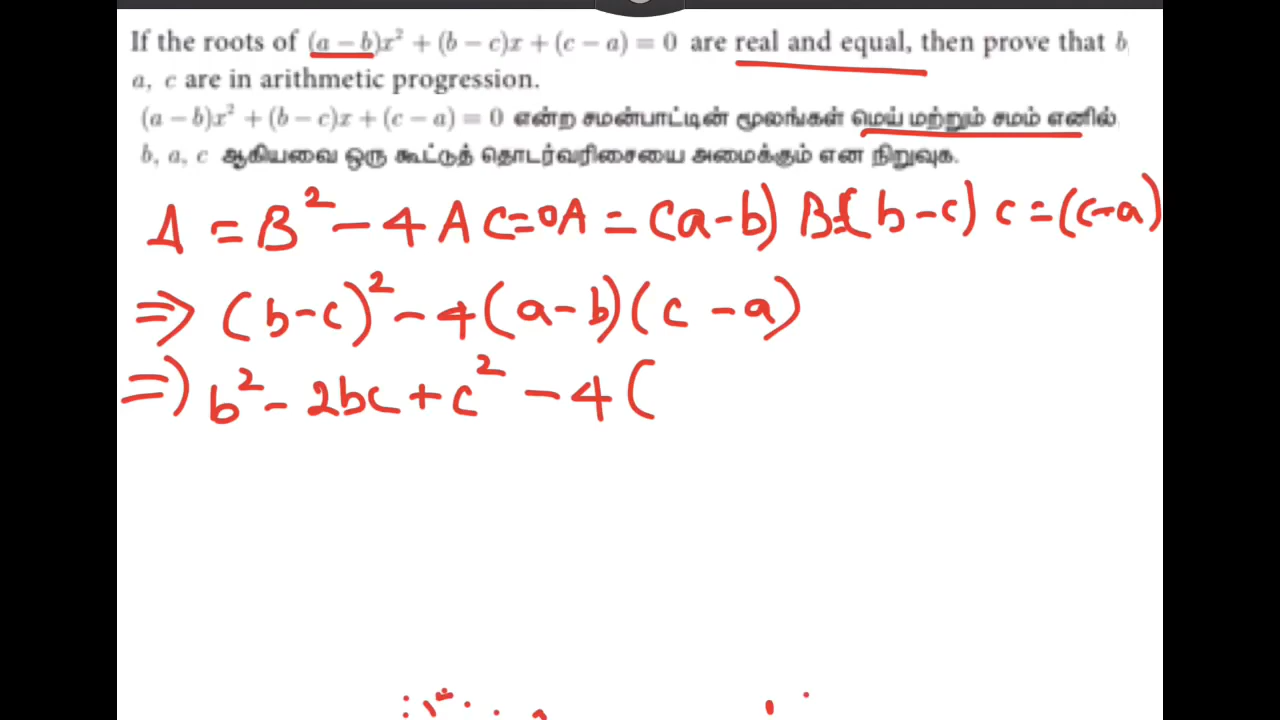 If the roots of (a − b)x² + (b − c)x + (c − a) = 0 are real and equal, then prove that b,
a, c are in arithmetic progression.
(a − b)x² + (b − c)x + (c − a) = 0 என்ற சமன்பாட்டின் மூலங்கள் மெய் மற்றும் சமம் எனில்
b, a, c ஆகியவை ஒரு கூட்டுத் தொடர்வரிசையை அமைக்கும் என நிறுவுக.
Δ = B² − 4AC=0 A = (a−b) B=(b−c) c=(c−a)
⇒ (b−c)² − 4(a−b)(c−a)
⇒ b² − 2bc + c² − 4(